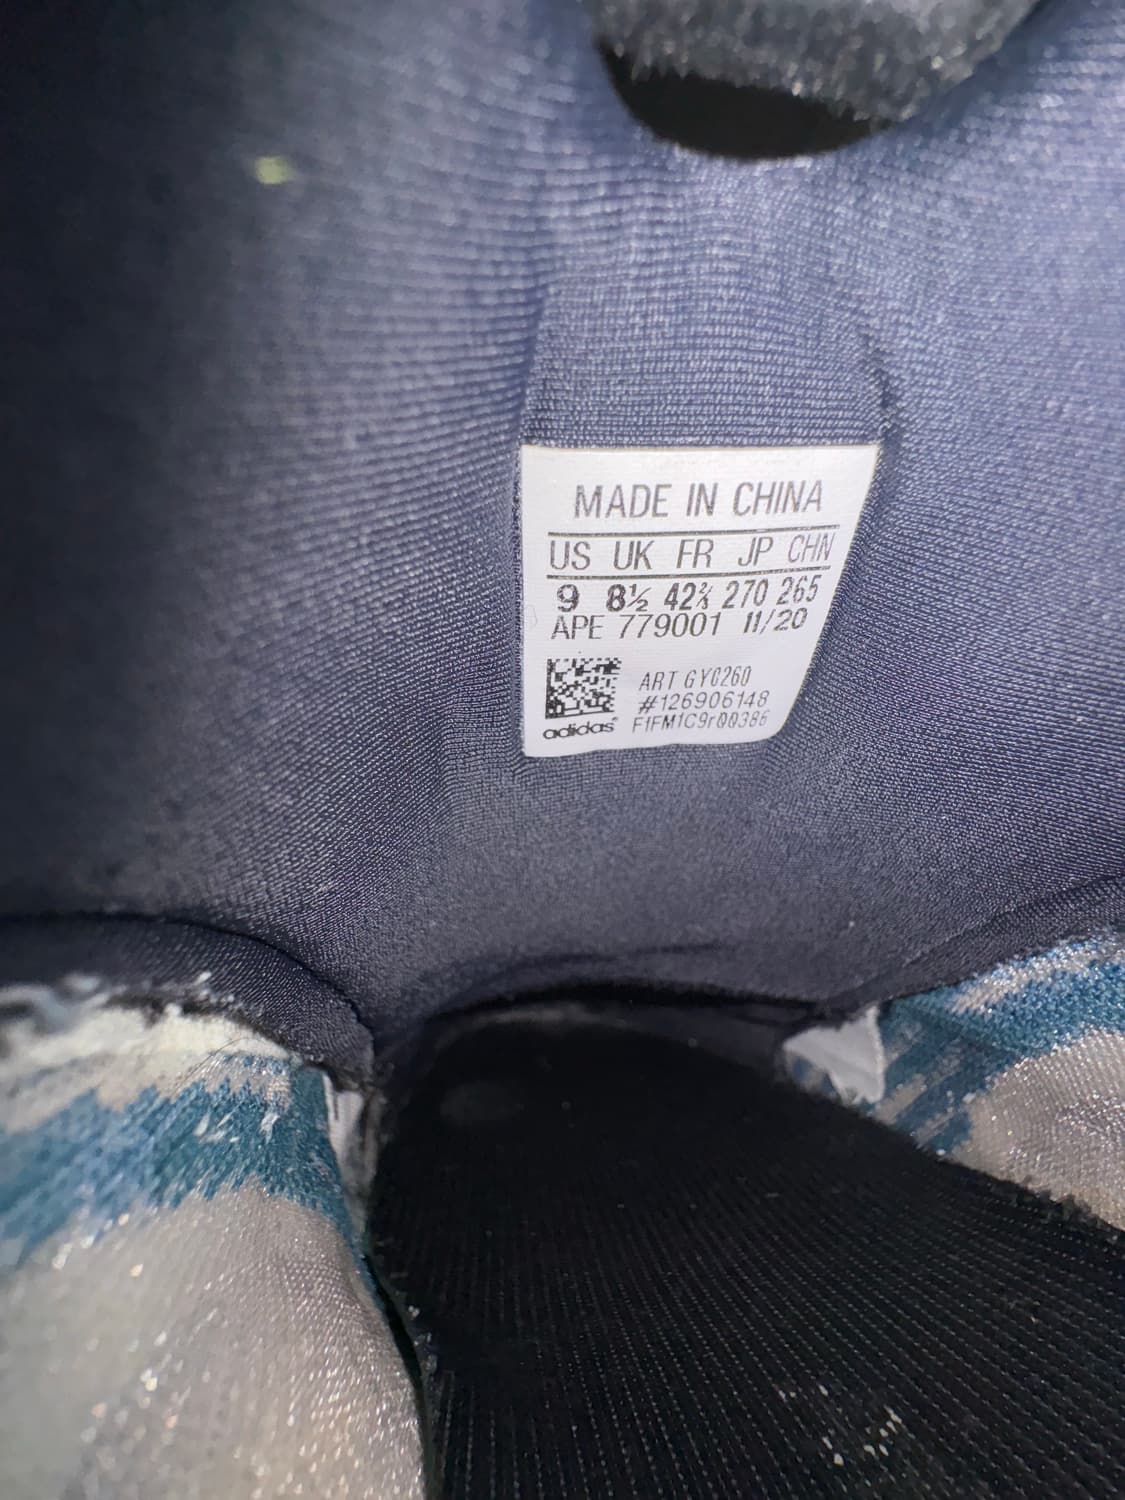 MADE IN CHINA
US UK FR JP CHN
9 8½ 42⅔ 270 265
APE 779001 11/20
ART GY0260
#126906148
F1FM1C9r00386
adidas